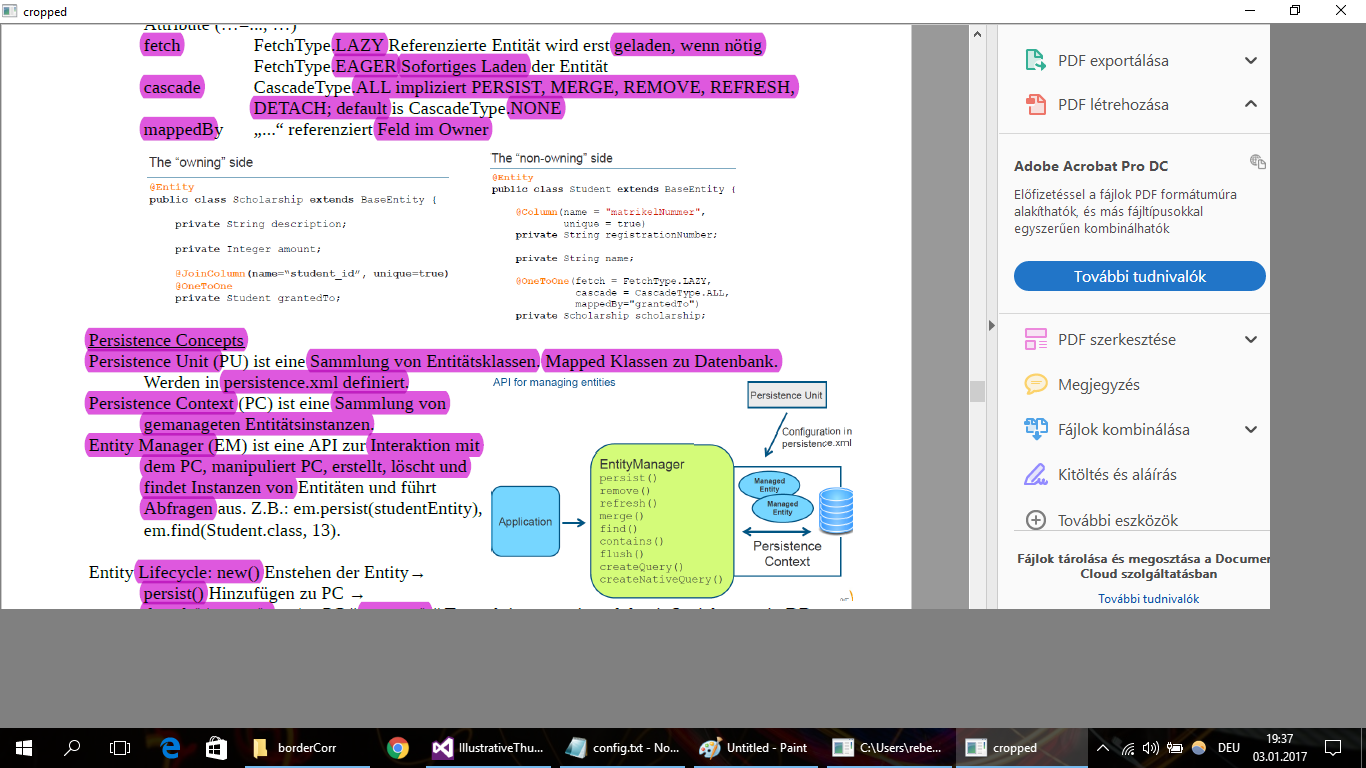 cropped
Attribute (…=..., …)
fetch FetchType.LAZY Referenzierte Entität wird erst geladen, wenn nötig
FetchType.EAGER Sofortiges Laden der Entität
cascade CascadeType.ALL impliziert PERSIST, MERGE, REMOVE, REFRESH,
DETACH; default is CascadeType.NONE
mappedBy „...“ referenziert Feld im Owner
The “owning” side
@Entity
public class Scholarship extends BaseEntity {
private String description;
private Integer amount;
@JoinColumn(name=“student_id”, unique=true)
@OneToOne
private Student grantedTo;
The “non-owning” side
@Entity
public class Student extends BaseEntity {
@Column(name = "matrikelNummer",
unique = true)
private String registrationNumber;
private String name;
@OneToOne(fetch = FetchType.LAZY,
cascade = CascadeType.ALL,
mappedBy="grantedTo")
private Scholarship scholarship;
Persistence Concepts
Persistence Unit (PU) ist eine Sammlung von Entitätsklassen. Mapped Klassen zu Datenbank.
Werden in persistence.xml definiert.
Persistence Context (PC) ist eine Sammlung von
gemanageten Entitätsinstanzen.
Entity Manager (EM) ist eine API zur Interaktion mit
dem PC, manipuliert PC, erstellt, löscht und
findet Instanzen von Entitäten und führt
Abfragen aus. Z.B.: em.persist(studentEntity),
em.find(Student.class, 13).
Entity Lifecycle: new() Enstehen der Entity→
persist() Hinzufügen zu PC →
API for managing entities
Persistence Unit
Configuration in
persistence.xml
Application
EntityManager
persist()
remove()
refresh()
merge()
find()
contains()
flush()
createQuery()
createNativeQuery()
Managed
Entity
Managed
Entity
Persistence
Context
PDF exportálása
PDF létrehozása
Adobe Acrobat Pro DC
Előfizetéssel a fájlok PDF formátumúra
alakíthatók, és más fájltípusokkal
egyszerűen kombinálhatók
További tudnivalók
PDF szerkesztése
Megjegyzés
Fájlok kombinálása
Kitöltés és aláírás
További eszközök
Fájlok tárolása és megosztása a Documen
Cloud szolgáltatásban
További tudnivalók
borderCorr
IllustrativeThu...
config.txt - No...
Untitled - Paint
C:\Users\rebe...
cropped
DEU
19:37
03.01.2017